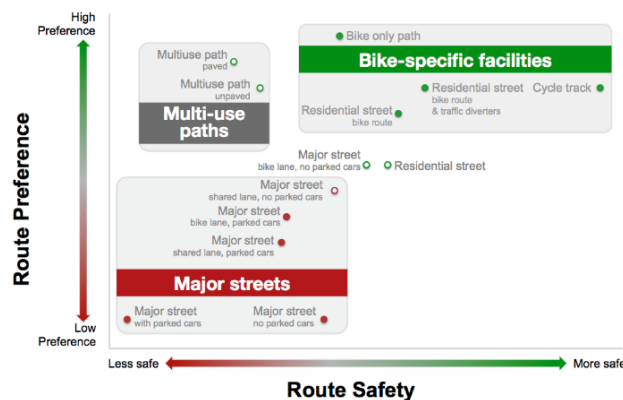 High
Preference
Bike only path
Multiuse path
paved
Bike-specific facilities
Multiuse path
unpaved
Residential street
bike route
& traffic diverters
Cycle track
Multi-use
paths
Residential street
bike route
Major street
bike lane, no parked cars
Residential street
Major street
shared lane, no parked cars
Major street
bike lane, parked cars
Major street
shared lane, parked cars
Major streets
Major street
with parked cars
Major street
no parked cars
Low
Preference
Route Preference
Less safe
More safe
Route Safety